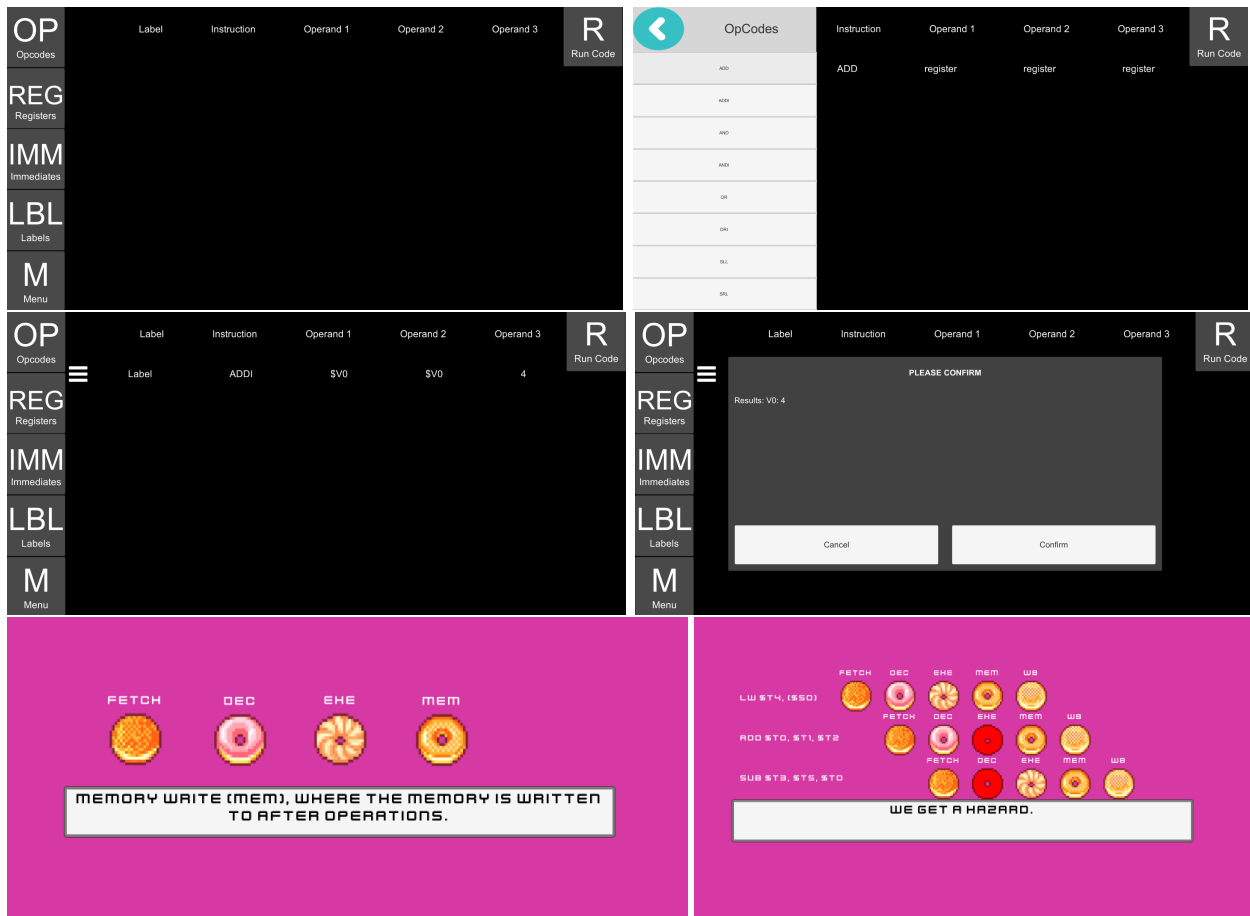 OP
Opcodes
Label Instruction Operand 1 Operand 2 Operand 3
R
Run Code
REG
Registers
IMM
Immediates
LBL
Labels
M
Menu
OpCodes
Instruction Operand 1 Operand 2 Operand 3
R
Run Code
ADD
ADDI
AND
ANDI
OR
ORI
SLL
SRL
ADD register register register
OP
Opcodes
Label Instruction Operand 1 Operand 2 Operand 3
R
Run Code
Label ADDI $V0 $V0 4
REG
Registers
IMM
Immediates
LBL
Labels
M
Menu
OP
Opcodes
Label Instruction Operand 1 Operand 2 Operand 3
R
Run Code
REG
Registers
IMM
Immediates
LBL
Labels
M
Menu
PLEASE CONFIRM
Results: V0: 4
Cancel Confirm
FETCH DEC EXE MEM
MEMORY WRITE (MEM), WHERE THE MEMORY IS WRITTEN
TO AFTER OPERATIONS.
FETCH DEC EXE MEM WB
LW $T4, ($S0)
FETCH DEC EXE MEM WB
ADD $T0, $T1, $T2
FETCH DEC EXE MEM WB
SUB $T3, $T5, $T0
WE GET A HAZARD.